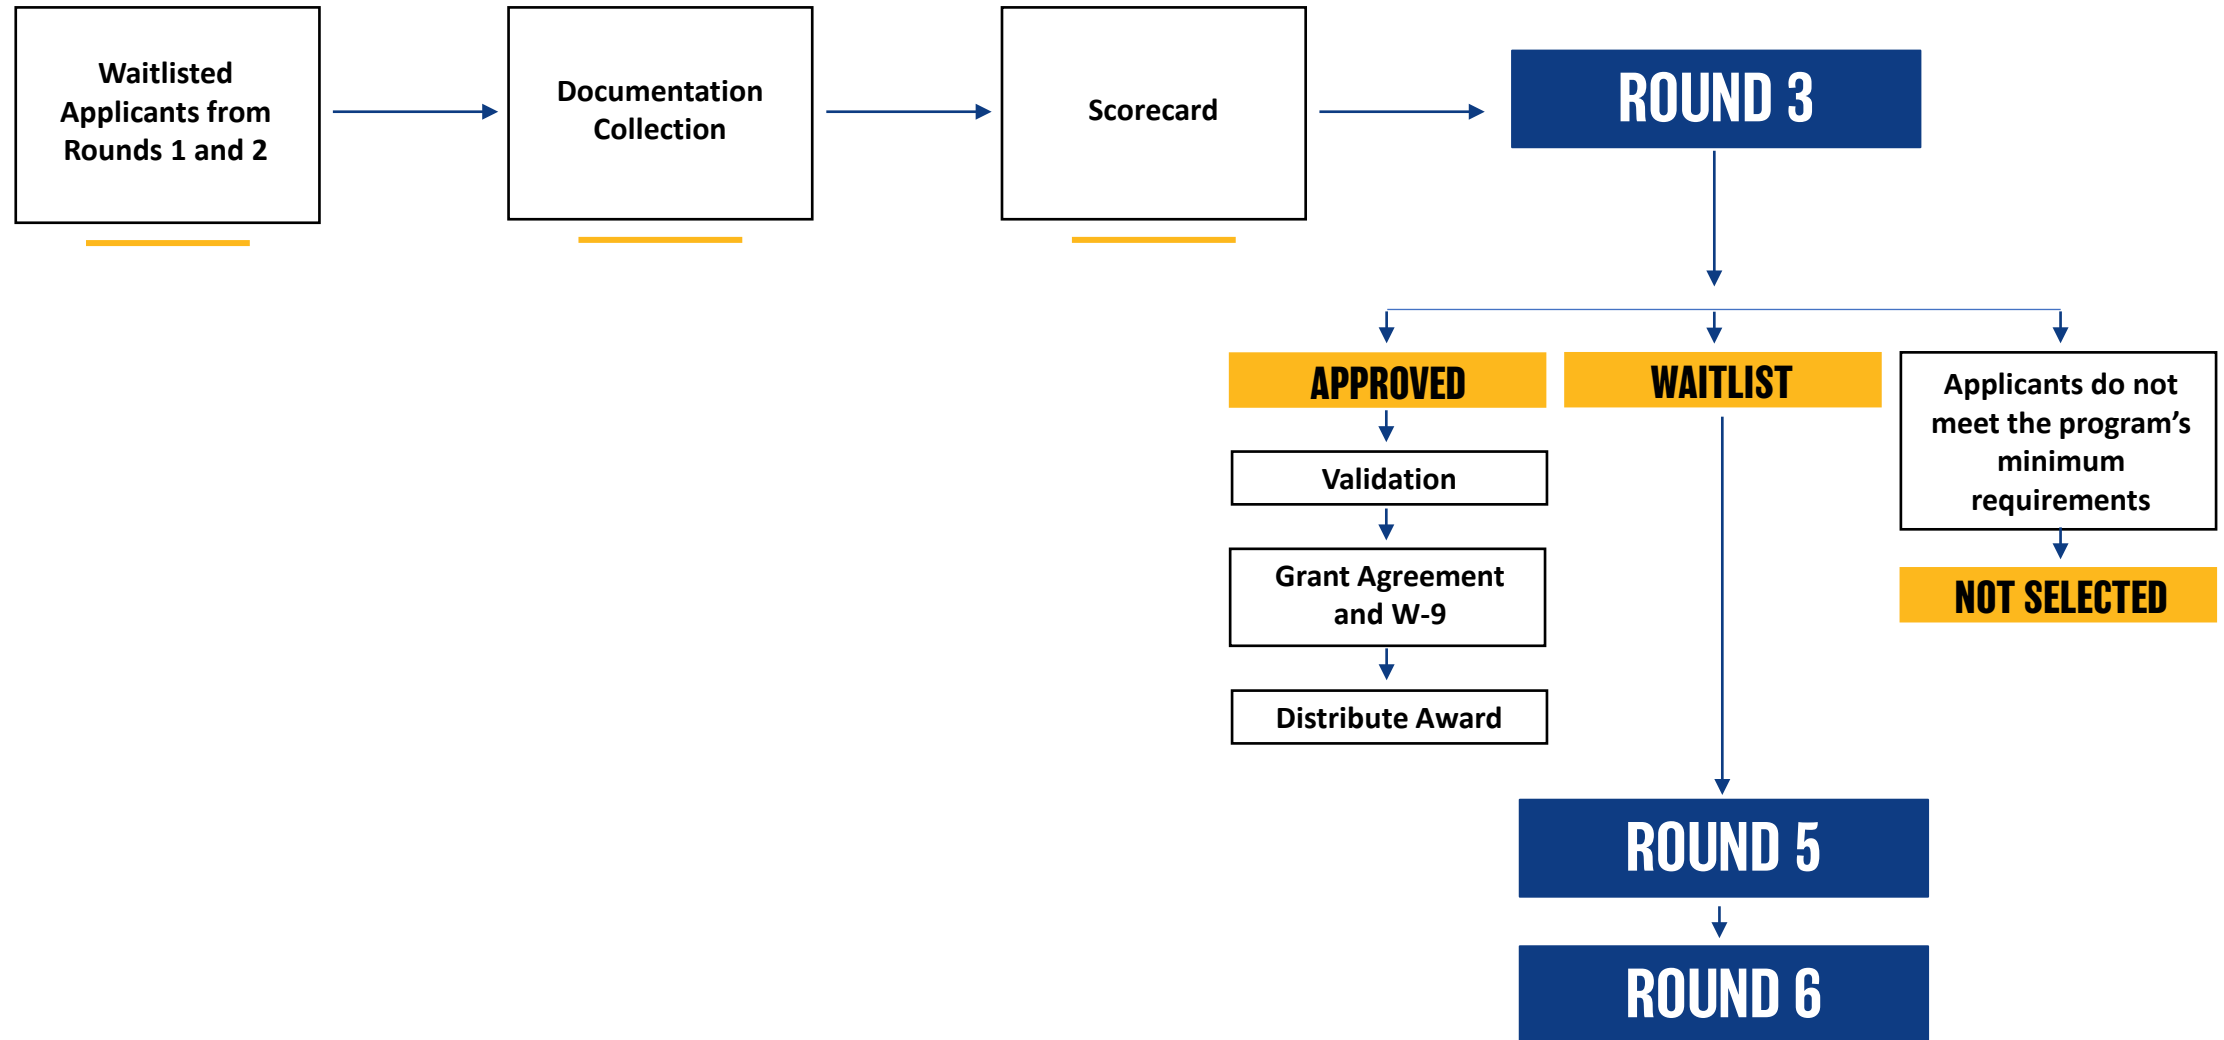 Waitlisted
Applicants from
Rounds 1 and 2
Documentation
Collection
Scorecard
ROUND 3
APPROVED
Validation
Grant Agreement
and W-9
Distribute Award
WAITLIST
ROUND 5
ROUND 6
Applicants do not
meet the program’s
minimum
requirements
NOT SELECTED